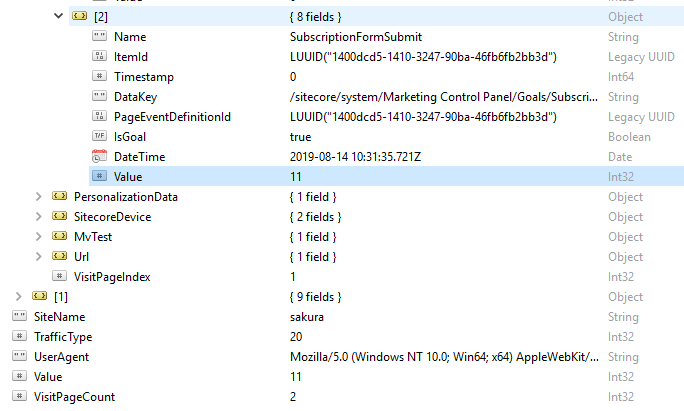 Value 0 Int32
[2] { 8 fields } Object
" " Name SubscriptionFormSubmit String
ItemId LUUID("1400dcd5-1410-3247-90ba-46fb6fb2bb3d") Legacy UUID
# Timestamp 0 Int64
" " DataKey /sitecore/system/Marketing Control Panel/Goals/Subscri... String
PageEventDefinitionId LUUID("1400dcd5-1410-3247-90ba-46fb6fb2bb3d") Legacy UUID
T/F IsGoal true Boolean
DateTime 2019-08-14 10:31:35.721Z Date
# Value 11 Int32
PersonalizationData { 1 field } Object
SitecoreDevice { 2 fields } Object
MvTest { 1 field } Object
Url { 1 field } Object
# VisitPageIndex 1 Int32
[1] { 9 fields } Object
" " SiteName sakura String
# TrafficType 20 Int32
" " UserAgent Mozilla/5.0 (Windows NT 10.0; Win64; x64) AppleWebKit/... String
# Value 11 Int32
# VisitPageCount 2 Int32